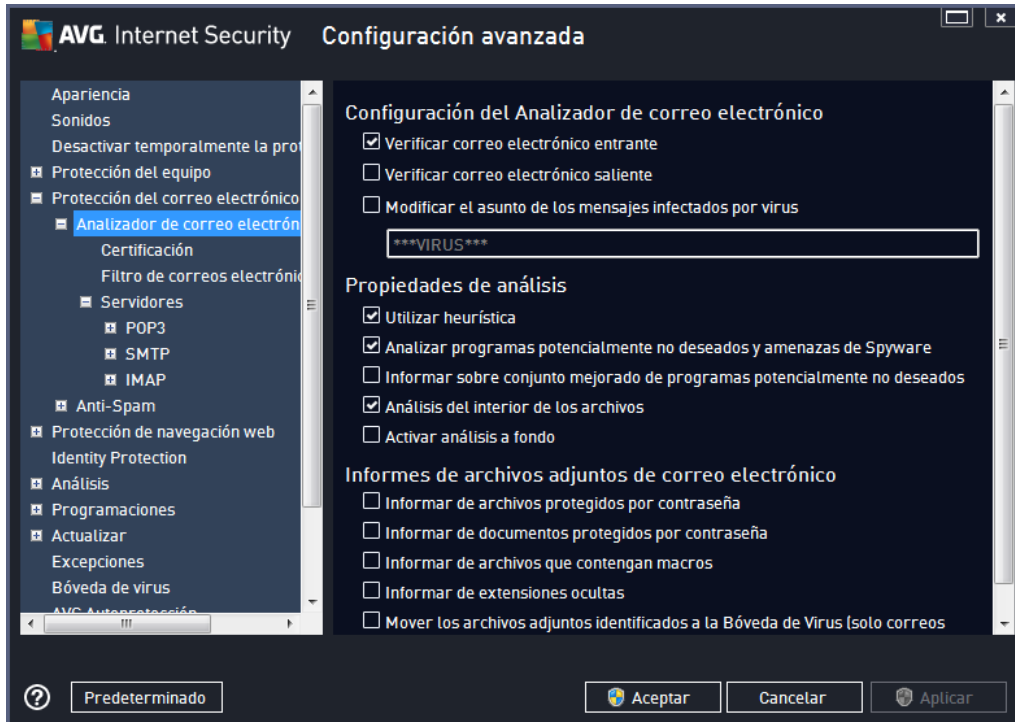 AVG. Internet Security
Configuración avanzada
Apariencia
Sonidos
Desactivar temporalmente la
Protección del equipo
Protección del correo electrónico
Analizador de correo electrón
Certificación
Filtro de correos electrónic
Servidores
POP3
SMTP
IMAP
Anti-Spam
Protección de navegación web
Identity Protection
Análisis
Programaciones
Actualizar
Excepciones
Bóveda de virus
AVG Autoprotección
Configuración del Analizador de correo electrónico
Verificar correo electrónico entrante
Verificar correo electrónico saliente
Modificar el asunto de los mensajes infectados por virus
***VIRUS***
Propiedades de análisis
Utilizar heurística
Analizar programas potencialmente no deseados y amenazas de Spyware
Informar sobre conjunto mejorado de programas potencialmente no deseados
Análisis del interior de los archivos
Activar análisis a fondo
Informes de archivos adjuntos de correo electrónico
Informar de archivos protegidos por contraseña
Informar de documentos protegidos por contraseña
Informar de archivos que contengan macros
Informar de extensiones ocultas
Mover los archivos adjuntos identificados a la Bóveda de Virus (solo correos
?
Predeterminado
Aceptar
Cancelar
Aplicar